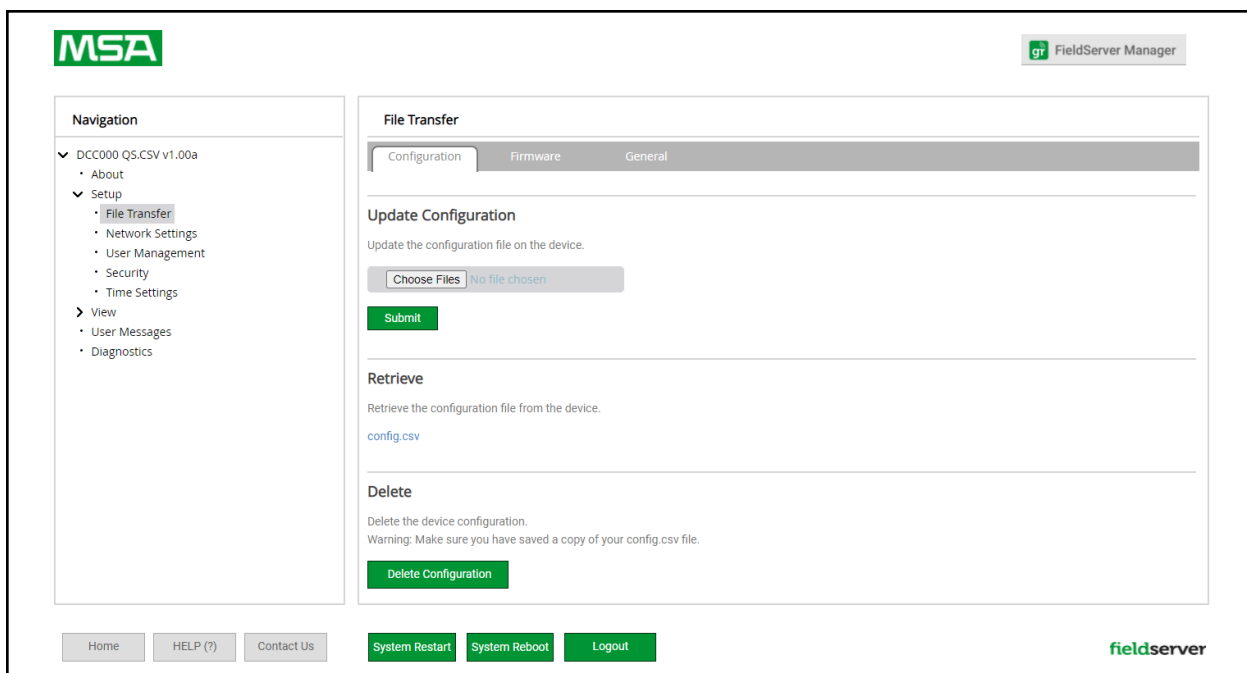 MSA
FieldServer Manager
Navigation
DCC000 QS.CSV v1.00a
About
Setup
File Transfer
Network Settings
User Management
Security
Time Settings
View
User Messages
Diagnostics
File Transfer
Configuration Firmware General
Update Configuration
Update the configuration file on the device.
Choose Files No file chosen
Submit
Retrieve
Retrieve the configuration file from the device.
config.csv
Delete
Delete the device configuration.
Warning: Make sure you have saved a copy of your config.csv file.
Delete Configuration
Home HELP (?) Contact Us System Restart System Reboot Logout
fieldserver